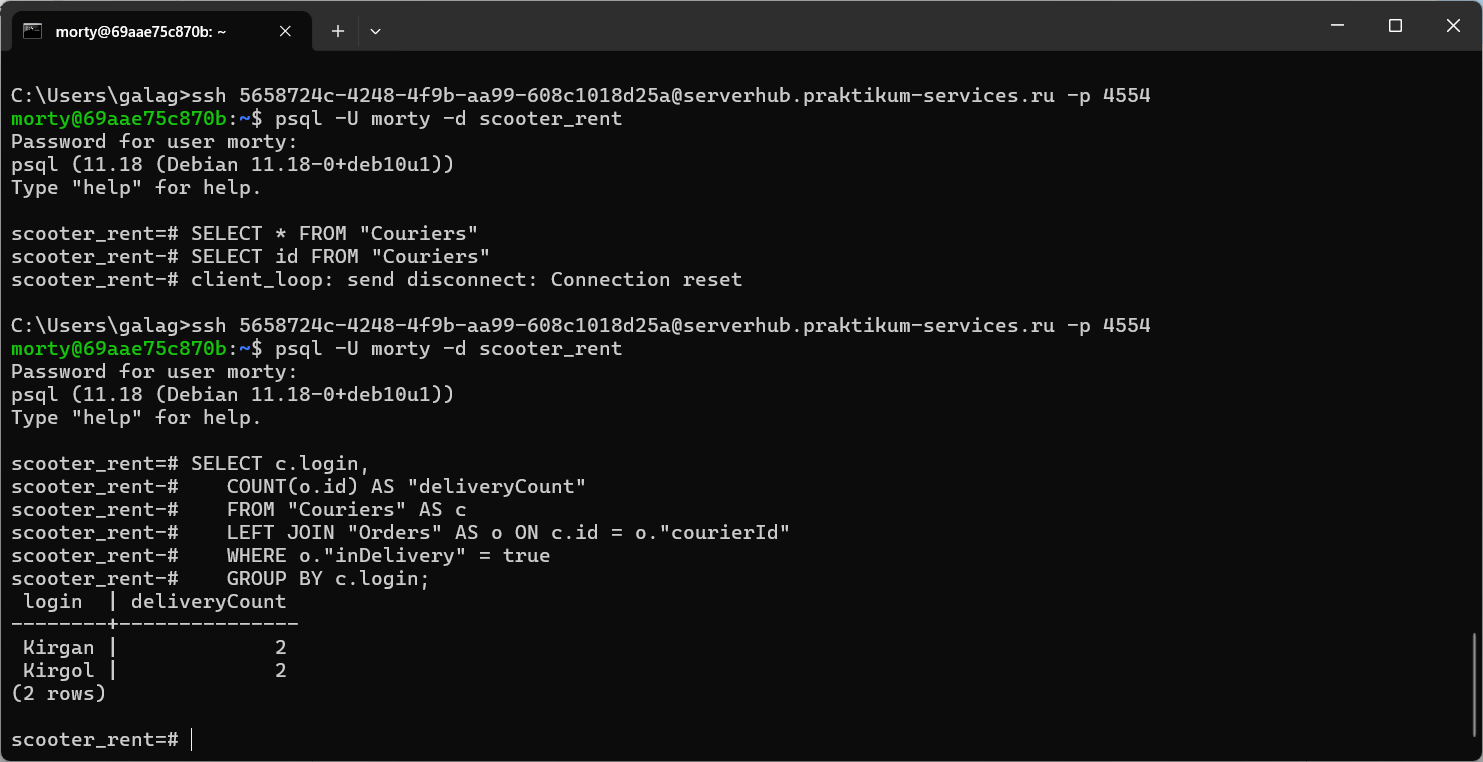 morty@69aae75c870b: ~
C:\Users\galag>ssh 5658724c-4248-4f9b-aa99-608c1018d25a@serverhub.praktikum-services.ru -p 4554
morty@69aae75c870b:~$ psql -U morty -d scooter_rent
Password for user morty:
psql (11.18 (Debian 11.18-0+deb10u1))
Type "help" for help.
scooter_rent=# SELECT * FROM "Couriers"
scooter_rent-# SELECT id FROM "Couriers"
scooter_rent-# client_loop: send disconnect: Connection reset
C:\Users\galag>ssh 5658724c-4248-4f9b-aa99-608c1018d25a@serverhub.praktikum-services.ru -p 4554
morty@69aae75c870b:~$ psql -U morty -d scooter_rent
Password for user morty:
psql (11.18 (Debian 11.18-0+deb10u1))
Type "help" for help.
scooter_rent=# SELECT c.login,
scooter_rent-#    COUNT(o.id) AS "deliveryCount"
scooter_rent-#    FROM "Couriers" AS c
scooter_rent-#    LEFT JOIN "Orders" AS o ON c.id = o."courierId"
scooter_rent-#    WHERE o."inDelivery" = true
scooter_rent-#    GROUP BY c.login;
 login  | deliveryCount
--------+---------------
 Kirgan |             2
 Kirgol |             2
(2 rows)
scooter_rent=#